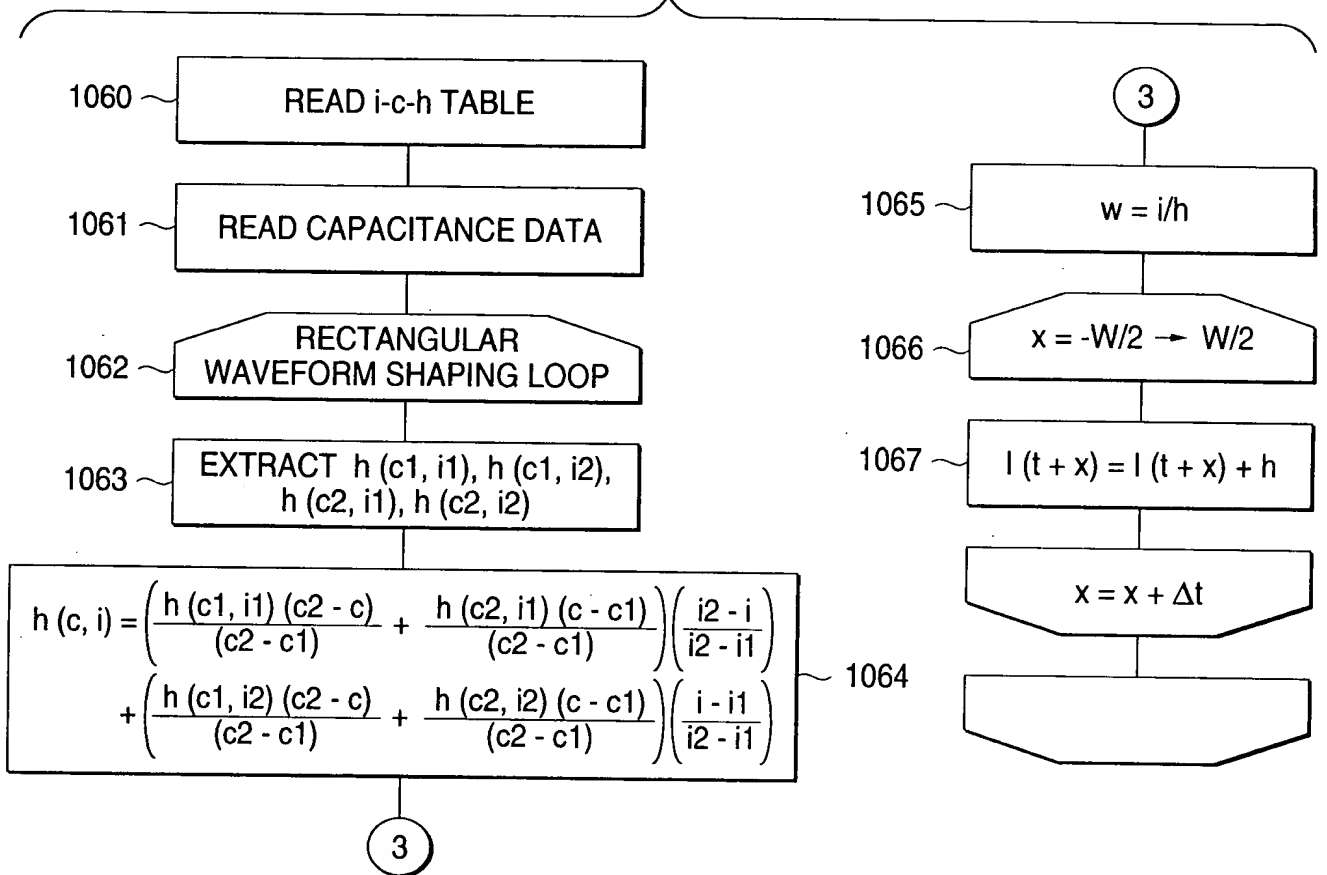 1060
READ i-c-h TABLE
1061
READ CAPACITANCE DATA
1062
RECTANGULAR
WAVEFORM SHAPING LOOP
1063
EXTRACT h (c1, i1), h (c1, i2),
h (c2, i1), h (c2, i2)
h (c, i) = ( h (c1, i1) (c2 - c) / (c2 - c1) + h (c2, i1) (c - c1) / (c2 - c1) ) ( i2 - i / i2 - i1 )
+ ( h (c1, i2) (c2 - c) / (c2 - c1) + h (c2, i2) (c - c1) / (c2 - c1) ) ( i - i1 / i2 - i1 )
1064
3
3
1065
w = i/h
1066
x = -W/2 → W/2
1067
I (t + x) = I (t + x) + h
x = x + Δt